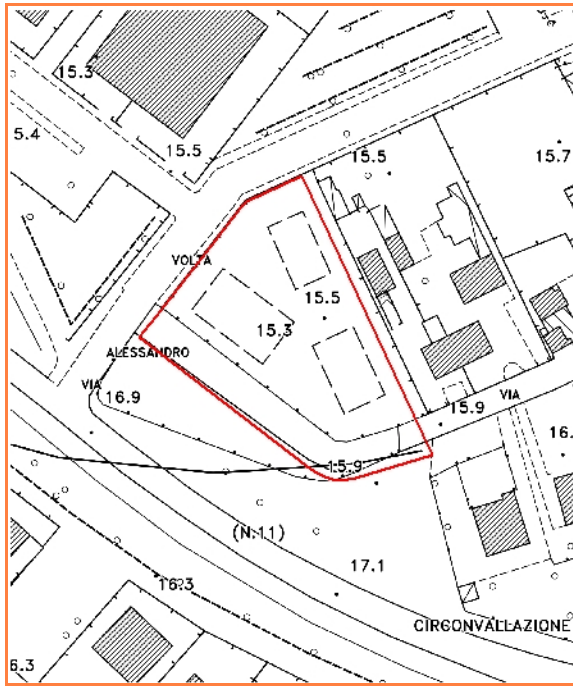 15.3
5.4
15.5
15.5
15.7
VOLTA
15.5
15.3
ALESSANDRO
VIA
16.9
VIA
15.9
16.
15.9
(N.11)
17.1
16.3
CIRCONVALLAZIONE
6.3